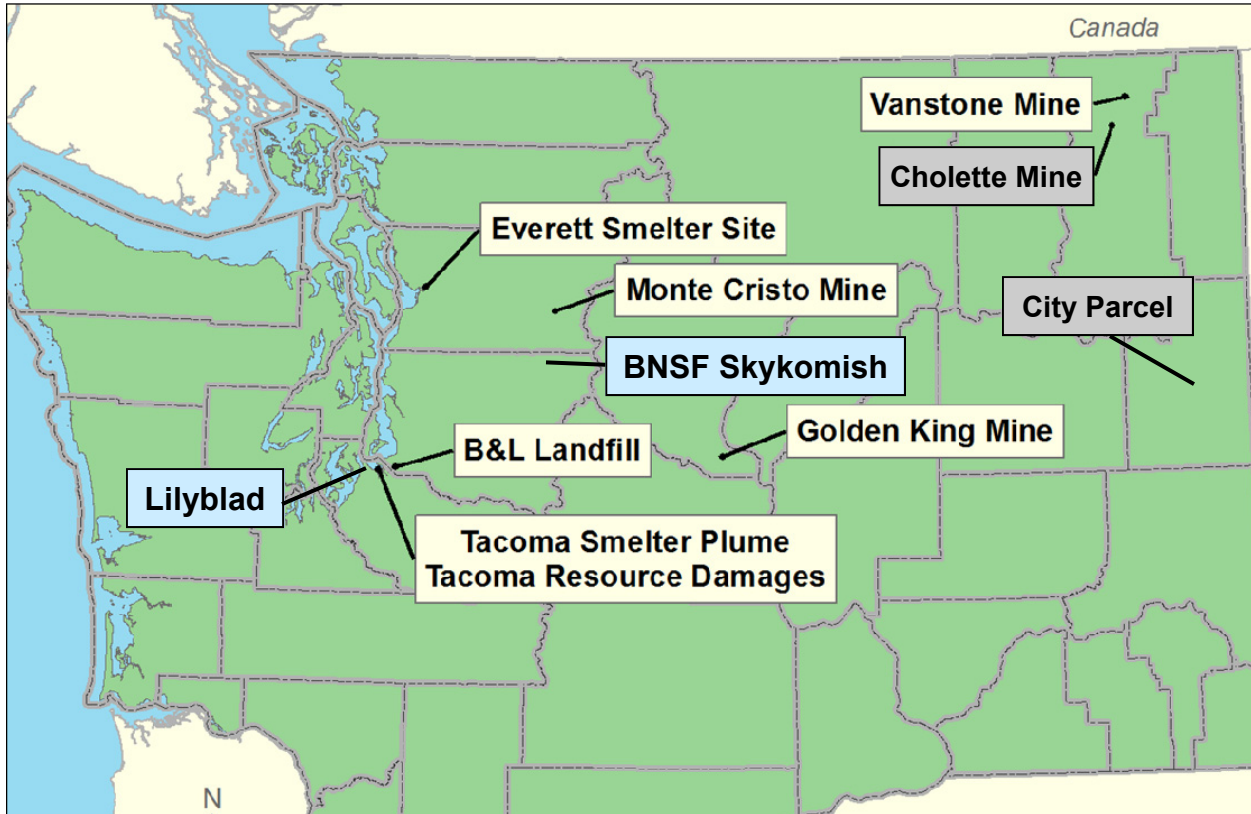 Canada
Vanstone Mine
Cholette Mine
Everett Smelter Site
Monte Cristo Mine
City Parcel
BNSF Skykomish
Golden King Mine
B&L Landfill
Lilyblad
Tacoma Smelter Plume
Tacoma Resource Damages
N